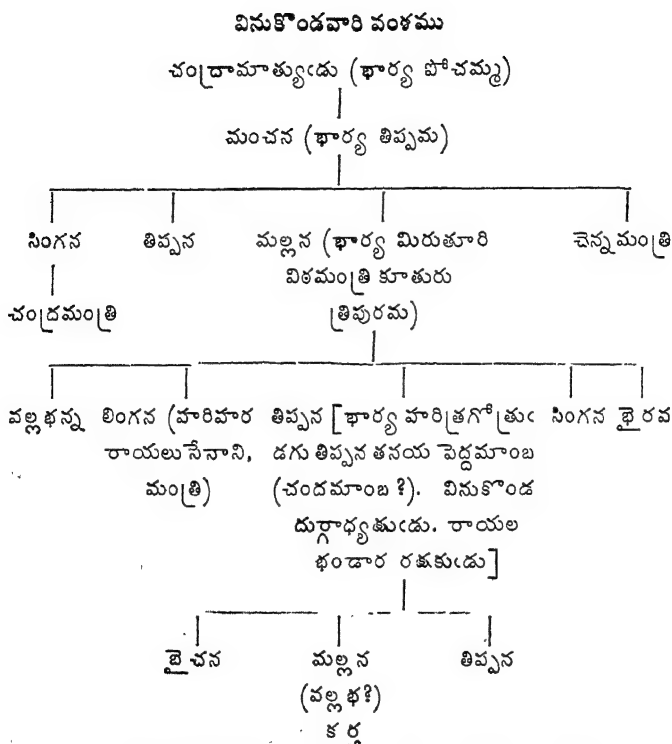 వినుకొండవారి వంశము
చంద్రామాత్యుఁడు (భార్య పోచమ్మ)
మంచన (భార్య తిప్పమ)
సింగన తిప్పన మల్లన (భార్య మిరుతూరి చెన్నమంత్రి
విఠమంత్రి కూతురు
చంద్రమంత్రి త్రిపురమ)
వల్లభన్న లింగన (హరిహర తిప్పన [భార్య హరిత్రగోత్రుఁ సింగన భైరవ
రాయలుసేనాని, డగు తిప్పన తనయ పెద్దమాంబ
మంత్రి) (చందమాంబ ?). వినుకొండ
దుర్గాధ్యక్షుఁడు. రాయల
భండార రక్షకుఁడు]
బైచన మల్లన తిప్పన
(వల్లభ?)
కర్త